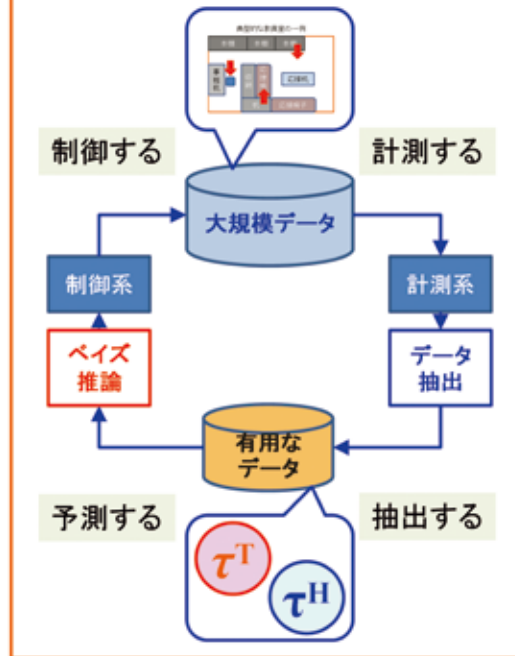 制御する
計測する
大規模データ
制御系
計測系
ベイズ
推論
データ
抽出
有用な
データ
予測する
抽出する
τT
τH